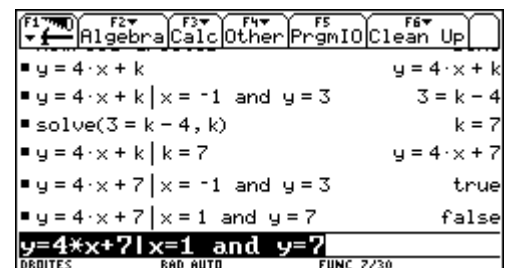 F1 F2 F3 F4 F5 F6
Algebra Calc Other PrgmIO Clean Up
y = 4·x + k y = 4·x + k
y = 4·x + k | x = -1 and y = 3 3 = k - 4
solve(3 = k - 4, k) k = 7
y = 4·x + k | k = 7 y = 4·x + 7
y = 4·x + 7 | x = -1 and y = 3 true
y = 4·x + 7 | x = 1 and y = 7 false
y=4*x+7|x=1 and y=7
DROITES RAD AUTO FUNC 7/30